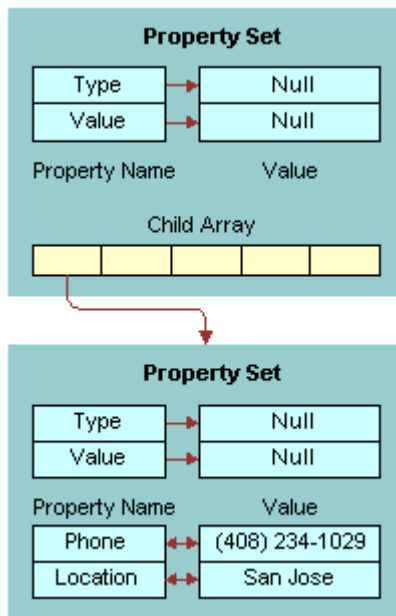 Property Set
Type Null
Value Null
Property Name Value
Child Array
Property Set
Type Null
Value Null
Property Name Value
Phone (408) 234-1029
Location San Jose